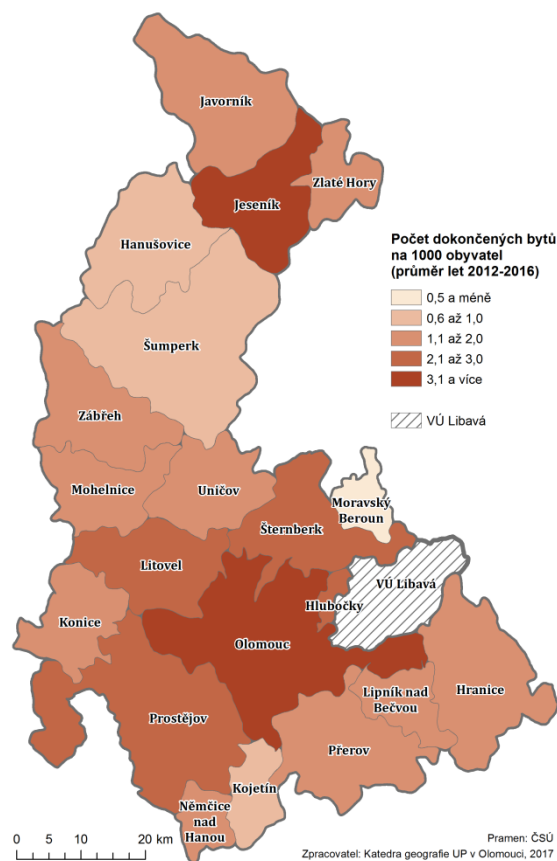 Javorník
Zlaté Hory
Jeseník
Hanušovice
Počet dokončených bytů
na 1000 obyvatel
(průměr let 2012-2016)
0,5 a méně
0,6 až 1,0
1,1 až 2,0
2,1 až 3,0
3,1 a více
VÚ Libavá
Šumperk
Zábřeh
Mohelnice
Uničov
Moravský
Beroun
Šternberk
Litovel
VÚ Libavá
Hlubočky
Konice
Olomouc
Hranice
Lipník nad
Bečvou
Prostějov
Přerov
Kojetín
Němčice
nad
Hanou
0 5 10 20 km
Pramen: ČSÚ
Zpracovatel: Katedra geografie UP v Olomouci, 2017